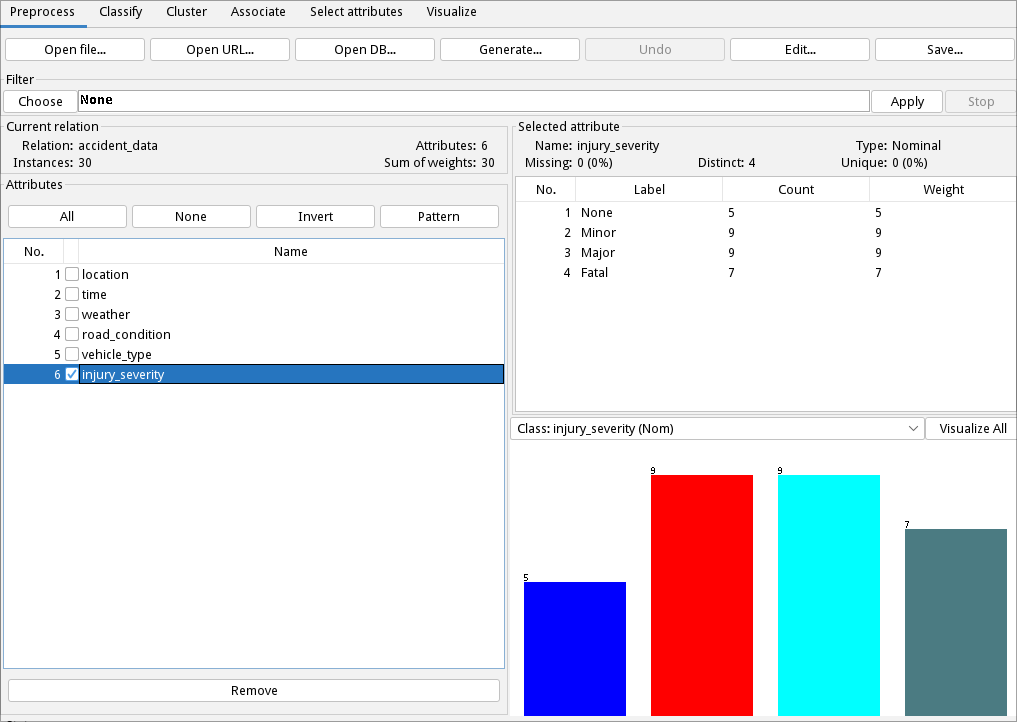 Preprocess Classify Cluster Associate Select attributes Visualize
Open file... Open URL... Open DB... Generate... Undo Edit... Save...
Filter
Choose None Apply Stop
Current relation
Relation: accident_data Attributes: 6
Instances: 30 Sum of weights: 30
Attributes
All None Invert Pattern
No. Name
1 location
2 time
3 weather
4 road_condition
5 vehicle_type
6 injury_severity
Remove
Selected attribute
Name: injury_severity Type: Nominal
Missing: 0 (0%) Distinct: 4 Unique: 0 (0%)
No. Label Count Weight
1 None 5 5
2 Minor 9 9
3 Major 9 9
4 Fatal 7 7
Class: injury_severity (Nom) Visualize All
5 9 9 7